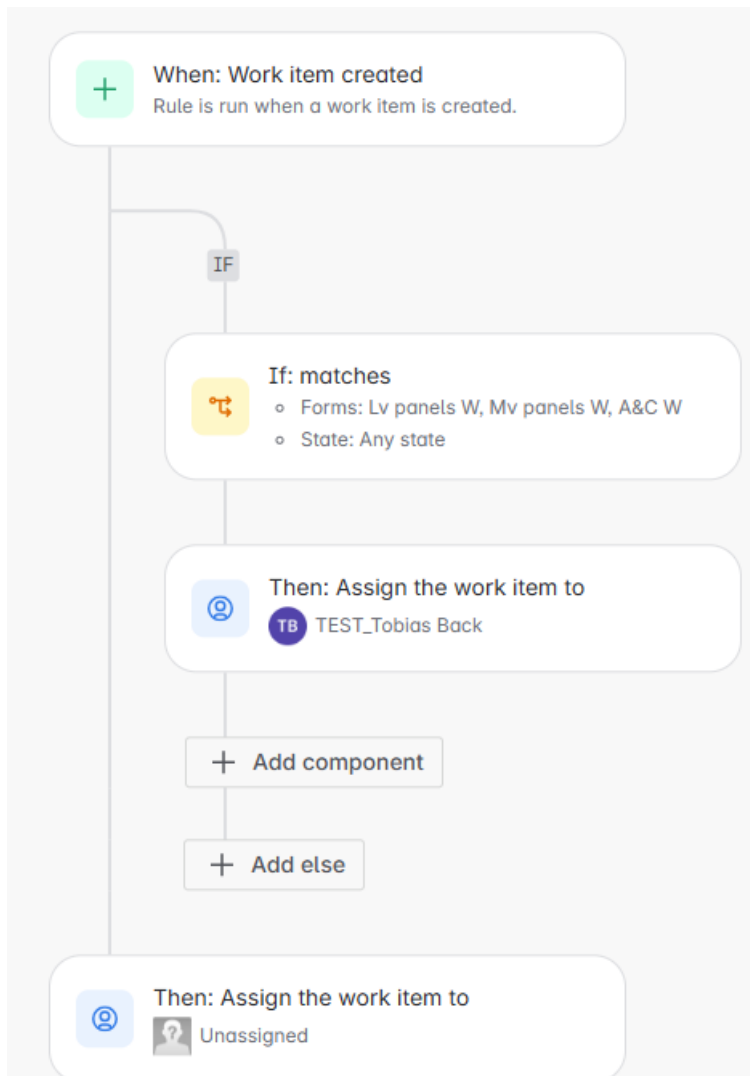 When: Work item created
Rule is run when a work item is created.
IF
If: matches
Forms: Lv panels W, Mv panels W, A&C W
State: Any state
Then: Assign the work item to
TB TEST_Tobias Back
Add component
Add else
Then: Assign the work item to
? Unassigned